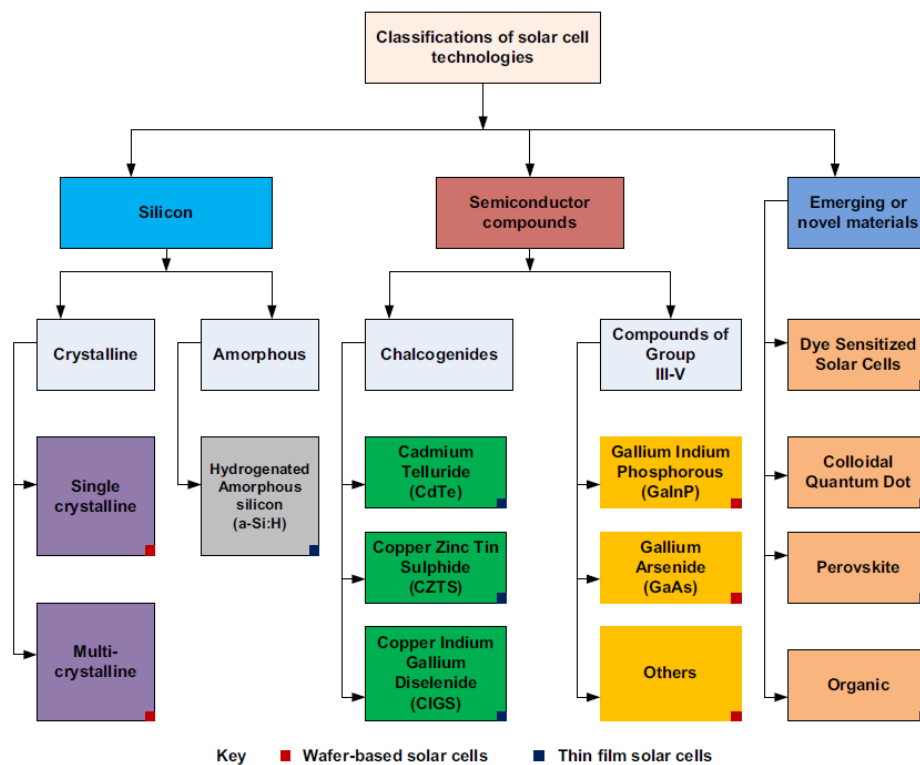 Classifications of solar cell
technologies
Silicon
Semiconductor
compounds
Emerging or
novel materials
Crystalline
Amorphous
Chalcogenides
Compounds of
Group
III-V
Dye Sensitized
Solar Cells
Single
crystalline
Hydrogenated
Amorphous
silicon
(a-Si:H)
Cadmium
Telluride
(CdTe)
Gallium Indium
Phosphorous
(GaInP)
Colloidal
Quantum Dot
Copper Zinc Tin
Sulphide
(CZTS)
Gallium
Arsenide
(GaAs)
Perovskite
Multi-
crystalline
Copper Indium
Gallium
Diselenide
(CIGS)
Others
Organic
Key Wafer-based solar cells Thin film solar cells